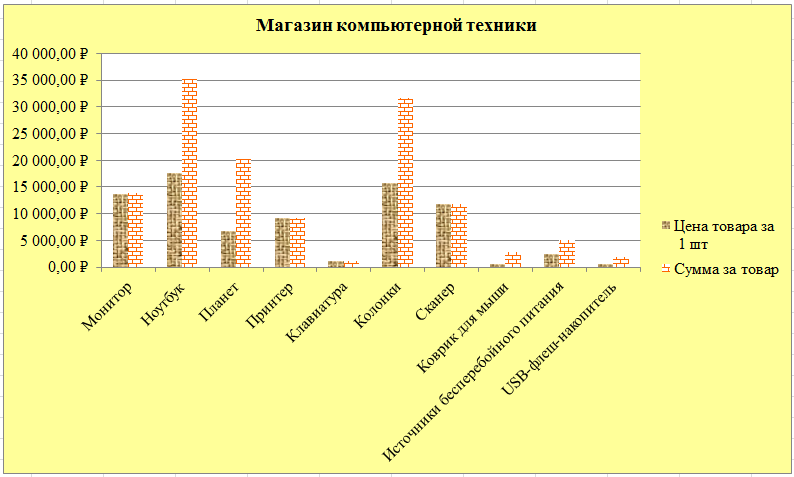 Магазин компьютерной техники
40 000,00 ₽
35 000,00 ₽
30 000,00 ₽
25 000,00 ₽
20 000,00 ₽
15 000,00 ₽
10 000,00 ₽
5 000,00 ₽
0,00 ₽
Монитор
Ноутбук
Планет
Принтер
Клавиатура
Колонки
Сканер
Коврик для мыши
Источники бесперебойного питания
USB-флеш-накопитель
Цена товара за
1 шт
Сумма за товар